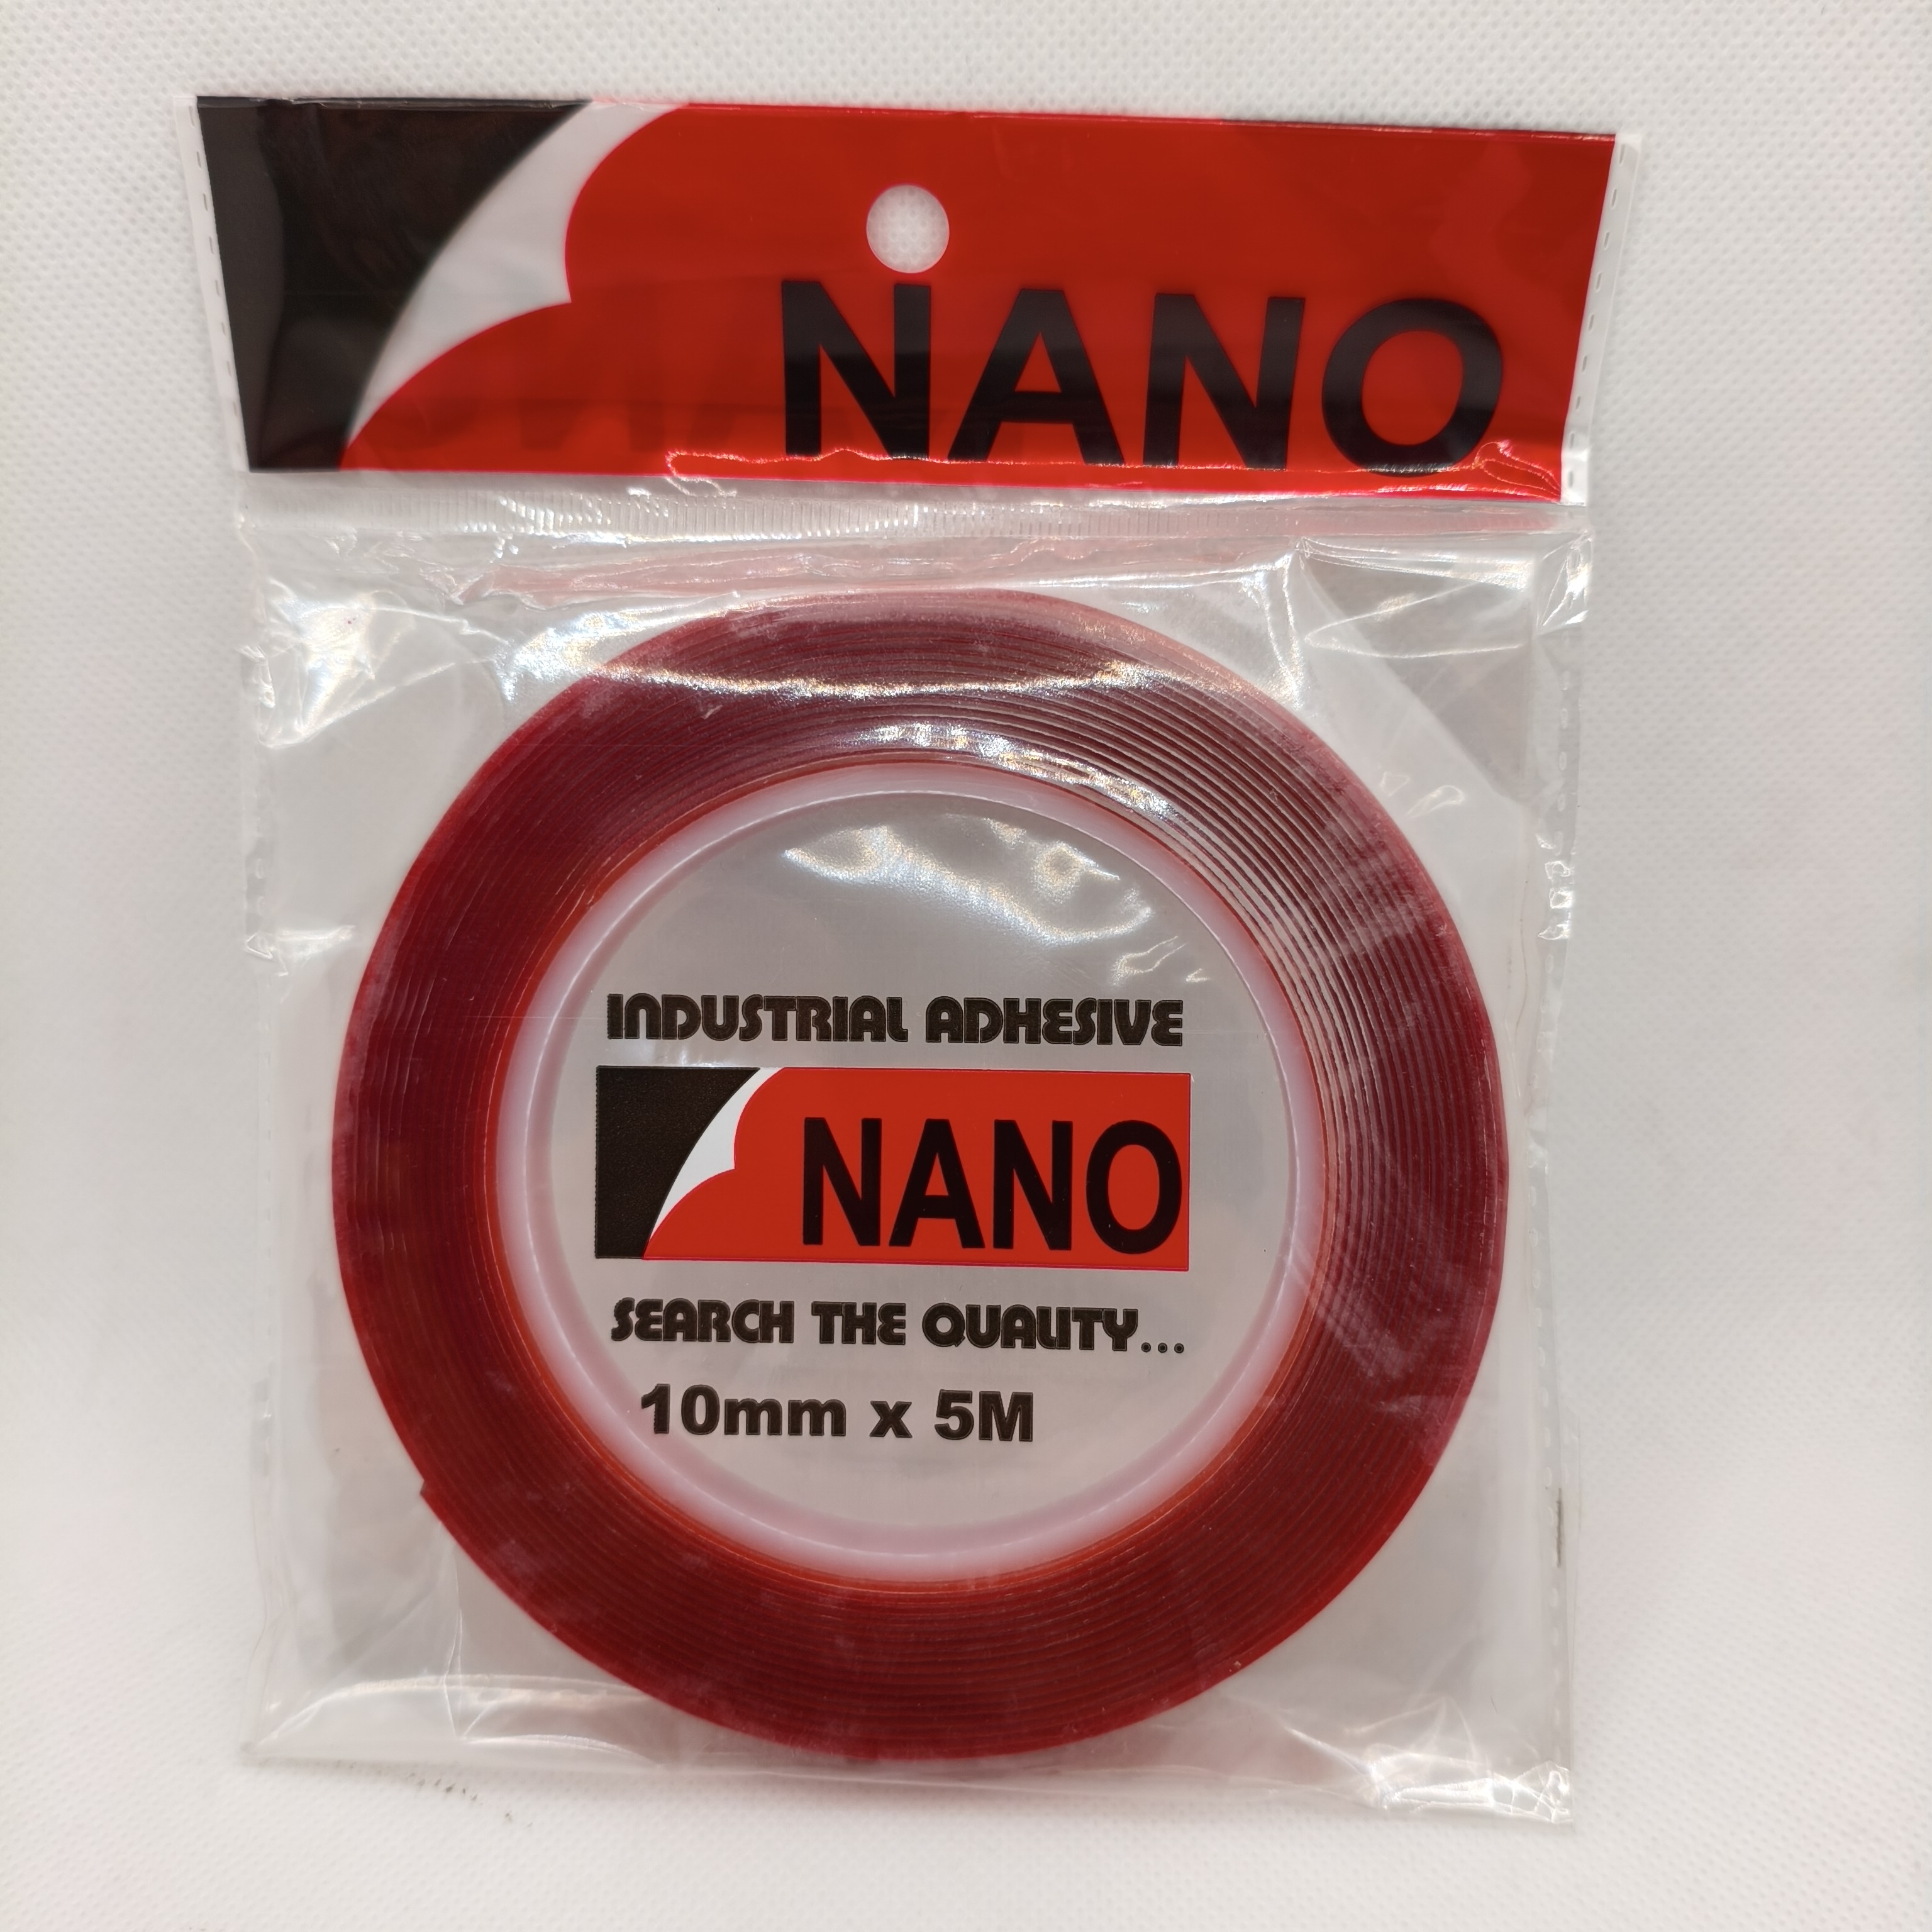 NANO
INDUSTRIAL ADHESIVE
NANO
SEARCH THE QUALITY...
10mm x 5M